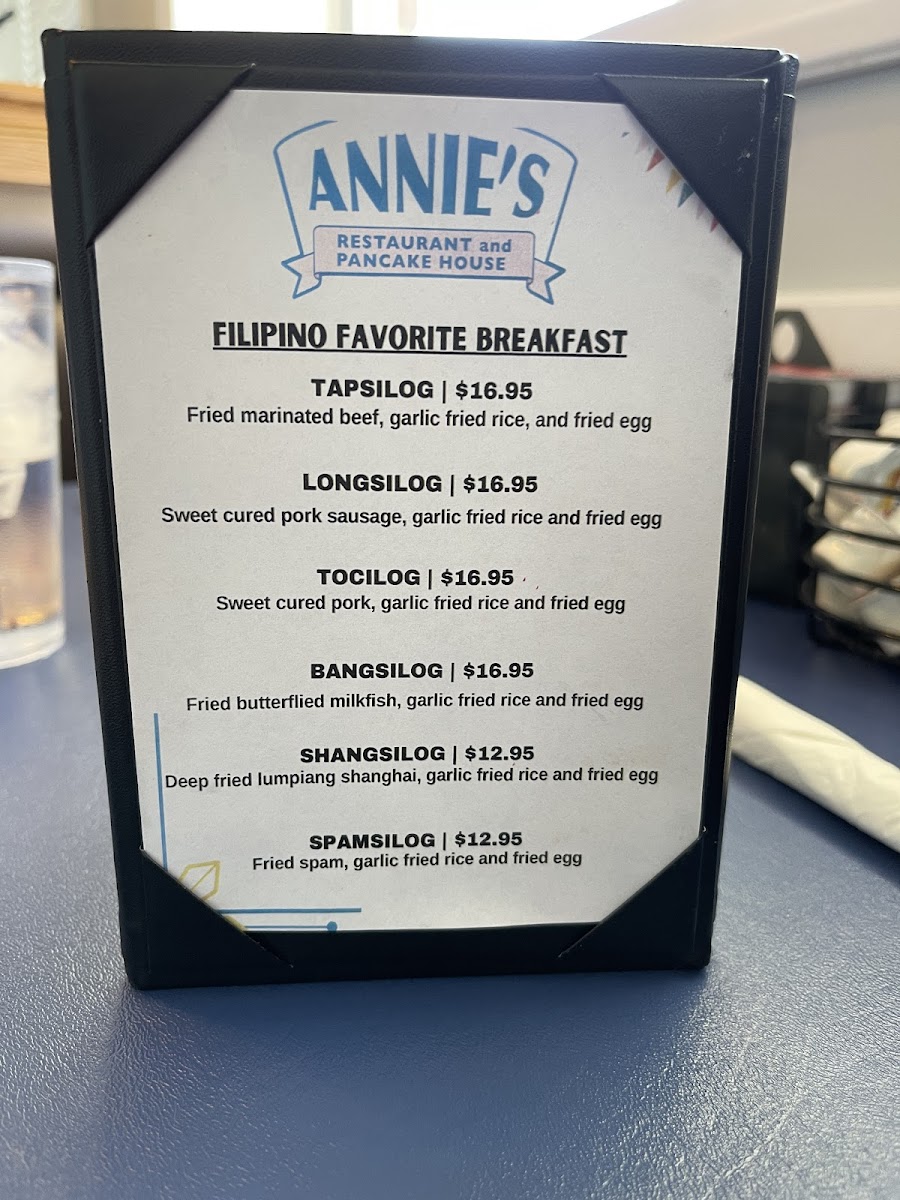 ANNIE'S
RESTAURANT and
PANCAKE HOUSE
FILIPINO FAVORITE BREAKFAST
TAPSILOG | $16.95
Fried marinated beef, garlic fried rice, and fried egg
LONGSILOG | $16.95
Sweet cured pork sausage, garlic fried rice and fried egg
TOCILOG | $16.95
Sweet cured pork, garlic fried rice and fried egg
BANGSILOG | $16.95
Fried butterflied milkfish, garlic fried rice and fried egg
SHANGSILOG | $12.95
Deep fried lumpiang shanghai, garlic fried rice and fried egg
SPAMSILOG | $12.95
Fried spam, garlic fried rice and fried egg